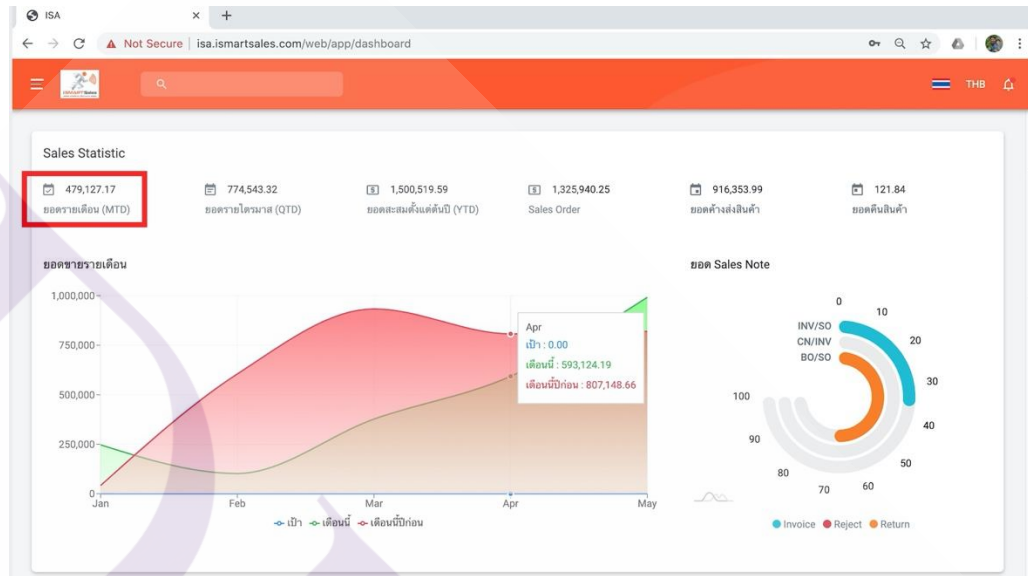 ISA
Not Secure | isa.ismartsales.com/web/app/dashboard
THB
Sales Statistic
479,127.17
ยอดรายเดือน (MTD)
774,543.32
ยอดรายไตรมาส (QTD)
1,500,519.59
ยอดสะสมตั้งแต่ต้นปี (YTD)
1,325,940.25
Sales Order
916,353.99
ยอดค้างส่งสินค้า
121.84
ยอดคืนสินค้า
ยอดขายรายเดือน
1,000,000
750,000
500,000
250,000
0
Jan Feb Mar Apr May
Apr
เป้า : 0.00
เดือนนี้ : 593,124.19
เดือนนี้ปีก่อน : 807,148.66
เป้า เดือนนี้ เดือนนี้ปีก่อน
ยอด Sales Note
INV/SO
CN/INV
BO/SO
0
10
20
30
40
50
60
70
80
90
100
Invoice Reject Return